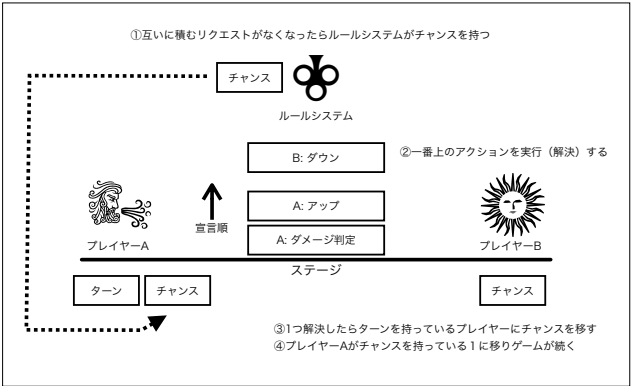 ①互いに積むリクエストがなくなったらルールシステムがチャンスを持つ
チャンス
ルールシステム
B: ダウン
②一番上のアクションを実行（解決）する
A: アップ
宣言順
A: ダメージ判定
プレイヤーA
プレイヤーB
ステージ
ターン
チャンス
チャンス
③1つ解決したらターンを持っているプレイヤーにチャンスを移す
④プレイヤーAがチャンスを持っている１に移りゲームが続く